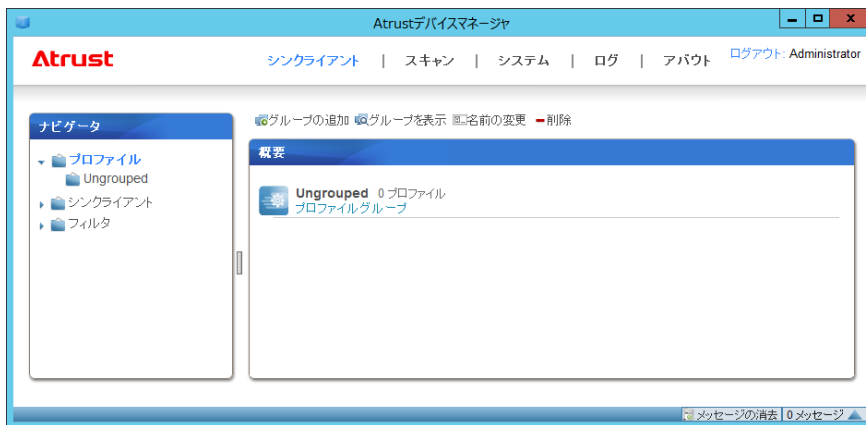 Atrustデバイスマネージャ
Atrust
シンクライアント | スキャン | システム | ログ | アバウト
ログアウト: Administrator
ナビゲータ
プロファイル
Ungrouped
シンクライアント
フィルタ
グループの追加 グループを表示 名前の変更 削除
概要
Ungrouped 0 プロファイル
プロファイルグループ
メッセージの消去 0 メッセージ